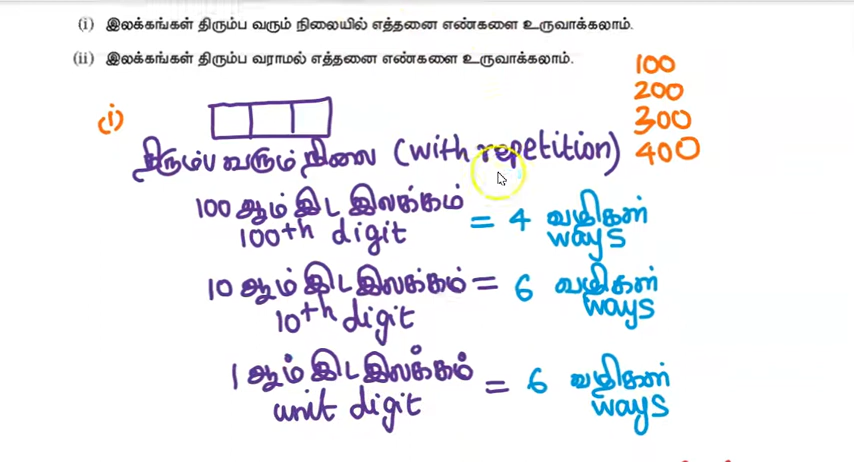 (i) இலக்கங்கள் திரும்ப வரும் நிலையில் எத்தனை எண்களை உருவாக்கலாம்.
(ii) இலக்கங்கள் திரும்ப வராமல் எத்தனை எண்களை உருவாக்கலாம்.
100
200
300
400
(i)
திரும்ப வரும் நிலை (with repetition)
100 ஆம் இட இலக்கம் = 4 வழிகள்
100th digit ways
10 ஆம் இட இலக்கம் = 6 வழிகள்
10th digit ways
1 ஆம் இட இலக்கம் = 6 வழிகள்
unit digit ways